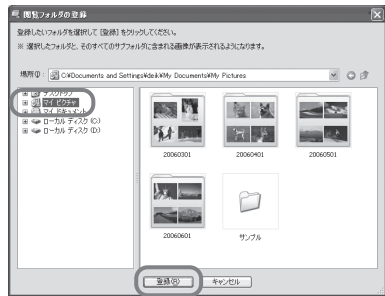 閲覧フォルダの登録
登録したいフォルダを選択して [登録] をクリックしてください。
※ 選択したフォルダと、そのすべてのサブフォルダに含まれる画像が表示されるようになります。
場所(I): C:¥Documents and Settings¥deik¥My Documents¥My Pictures
デスクトップ
マイ ピクチャ
マイ ドキュメント
ローカル ディスク (C:)
ローカル ディスク (D:)
20060301
20060401
20060501
20060601
サンプル
登録(R)
キャンセル